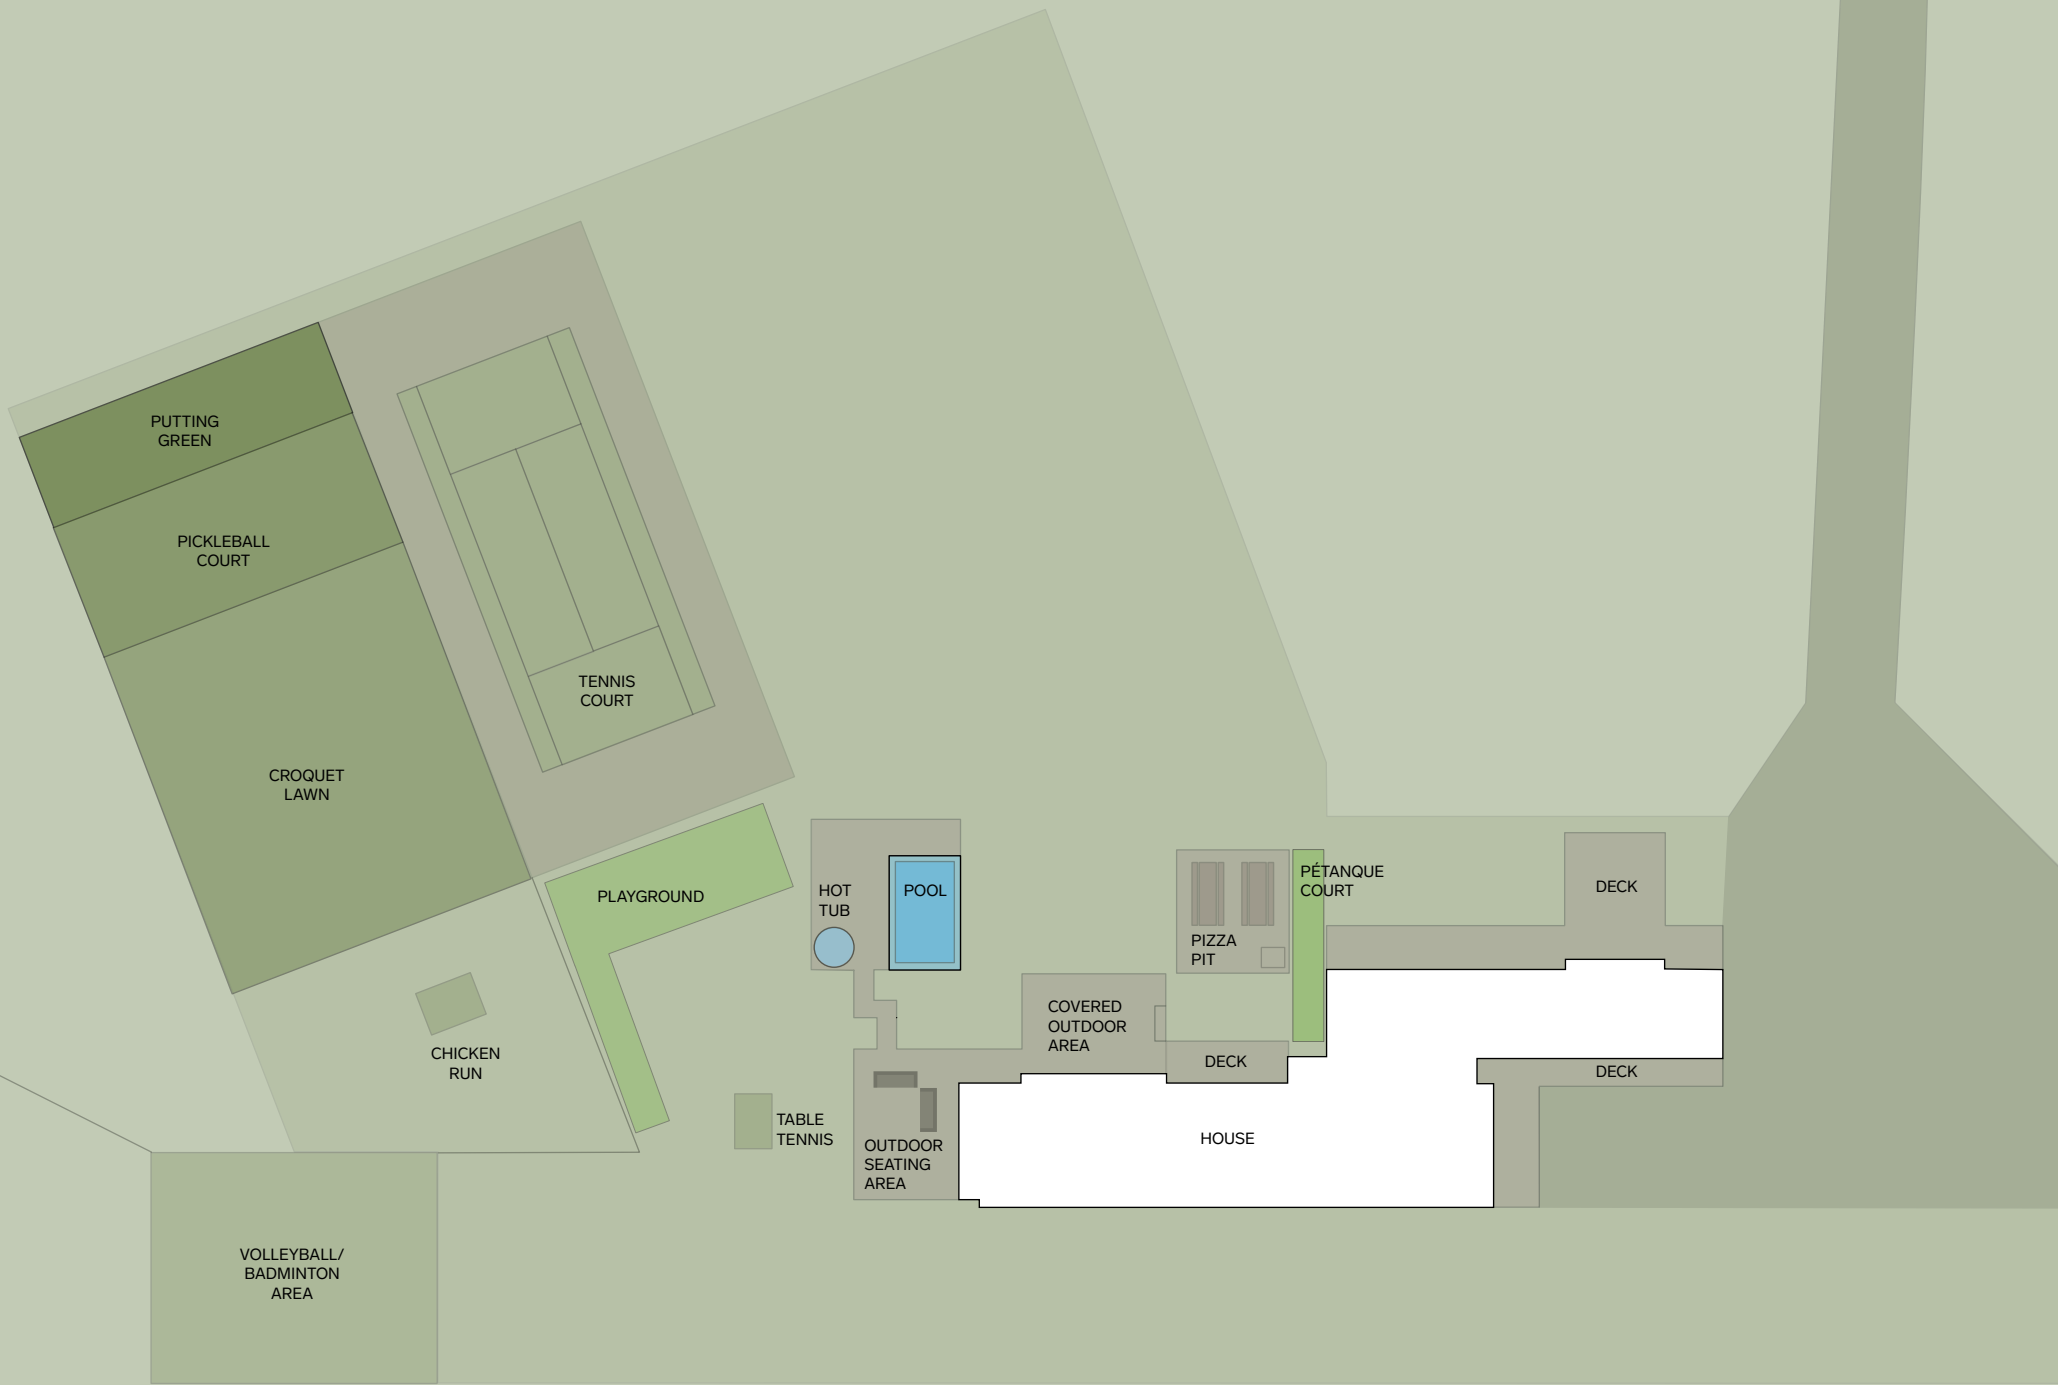 PUTTING
GREEN
PICKLEBALL
COURT
TENNIS
COURT
CROQUET
LAWN
PLAYGROUND
HOT
TUB
POOL
PÉTANQUE
COURT
PIZZA
PIT
DECK
COVERED
OUTDOOR
AREA
DECK
DECK
CHICKEN
RUN
TABLE
TENNIS
OUTDOOR
SEATING
AREA
HOUSE
VOLLEYBALL/
BADMINTON
AREA